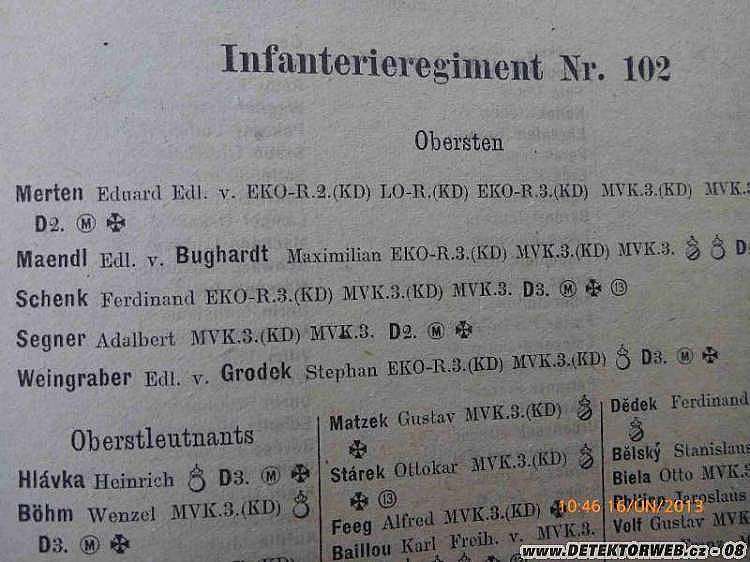 Infanterieregiment Nr. 102
Obersten
Merten Eduard Edl. v. EKO-R.2.(KD) LO-R.(KD) EKO-R.3.(KD) MVK.3.(KD) MVK.3.
D2. Ⓜ ✠
Maendl Edl. v. Bughardt Maximilian EKO-R.3.(KD) MVK.3.(KD) MVK.3. D
Schenk Ferdinand EKO-R.3.(KD) MVK.3.(KD) MVK.3. D3. Ⓜ ✠ ⑬
Segner Adalbert MVK.3.(KD) MVK.3. D2. Ⓜ ✠
Weingraber Edl. v. Grodek Stephan EKO-R.3.(KD) MVK.3.(KD) D3. Ⓜ ✠
Oberstleutnants
Hlávka Heinrich D3. Ⓜ ✠
Böhm Wenzel MVK.3.(KD)
D3. Ⓜ ✠
Matzek Gustav MVK.3.(KD)
✠
Stárek Ottokar MVK.3.(KD)
✠ ⑬
Feeg Alfred MVK.3.(KD) ✠
Baillou Karl Freih. v. MVK.3.
Dědek Ferdinand
Bělský Stanislaus
Biela Otto MVK.3
Jaroslaus
Volf Gustav MVK
10:46 16/ÚN/2013
www.DETEKTORWEB.cz - 08